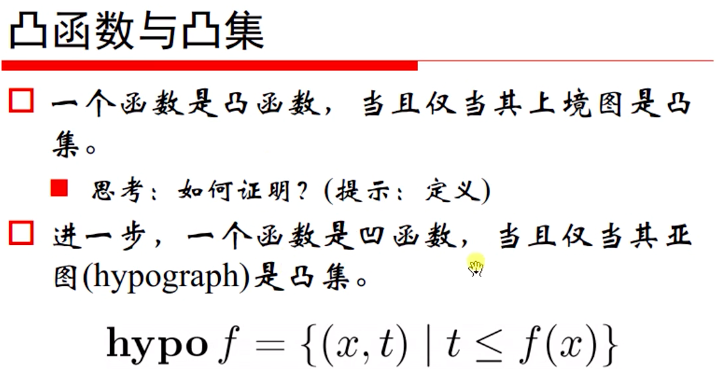 凸函数与凸集
一个函数是凸函数，当且仅当其上境图是凸
集。
思考：如何证明？(提示：定义)
进一步，一个函数是凹函数，当且仅当其亚
图(hypograph)是凸集。
hypo f = {(x, t) | t ≤ f(x)}